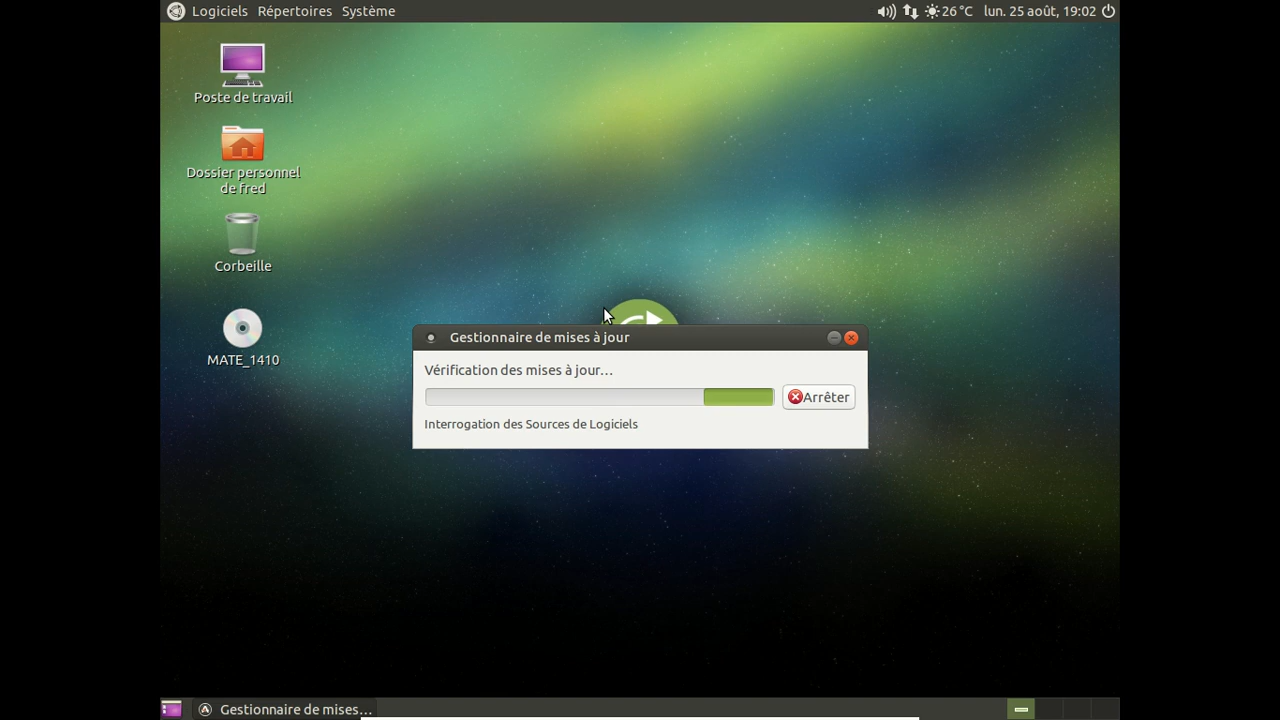 Logiciels Répertoires Système
26 °C lun. 25 août, 19:02
Poste de travail
Dossier personnel
de fred
Corbeille
MATE_1410
Gestionnaire de mises à jour
Vérification des mises à jour…
Arrêter
Interrogation des Sources de Logiciels
Gestionnaire de mises…